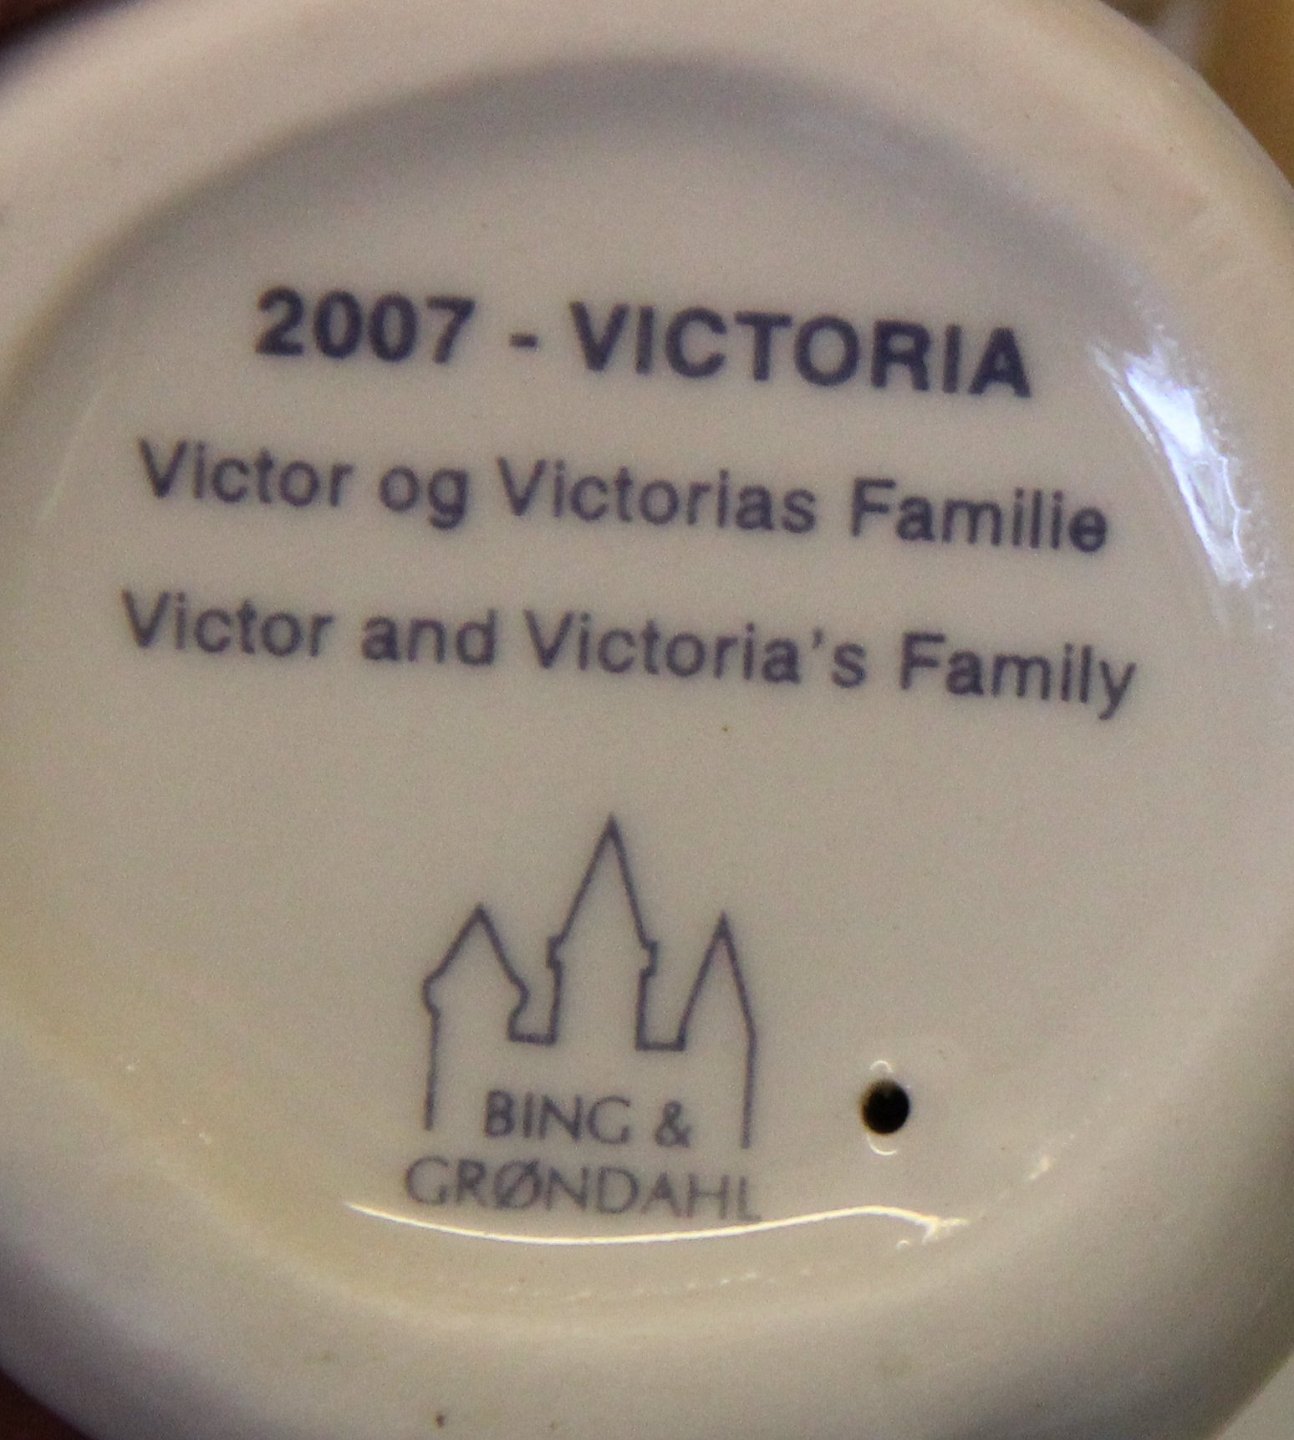 2007 - VICTORIA
Victor og Victorias Familie
Victor and Victoria's Family
BING &
GRØNDAHL